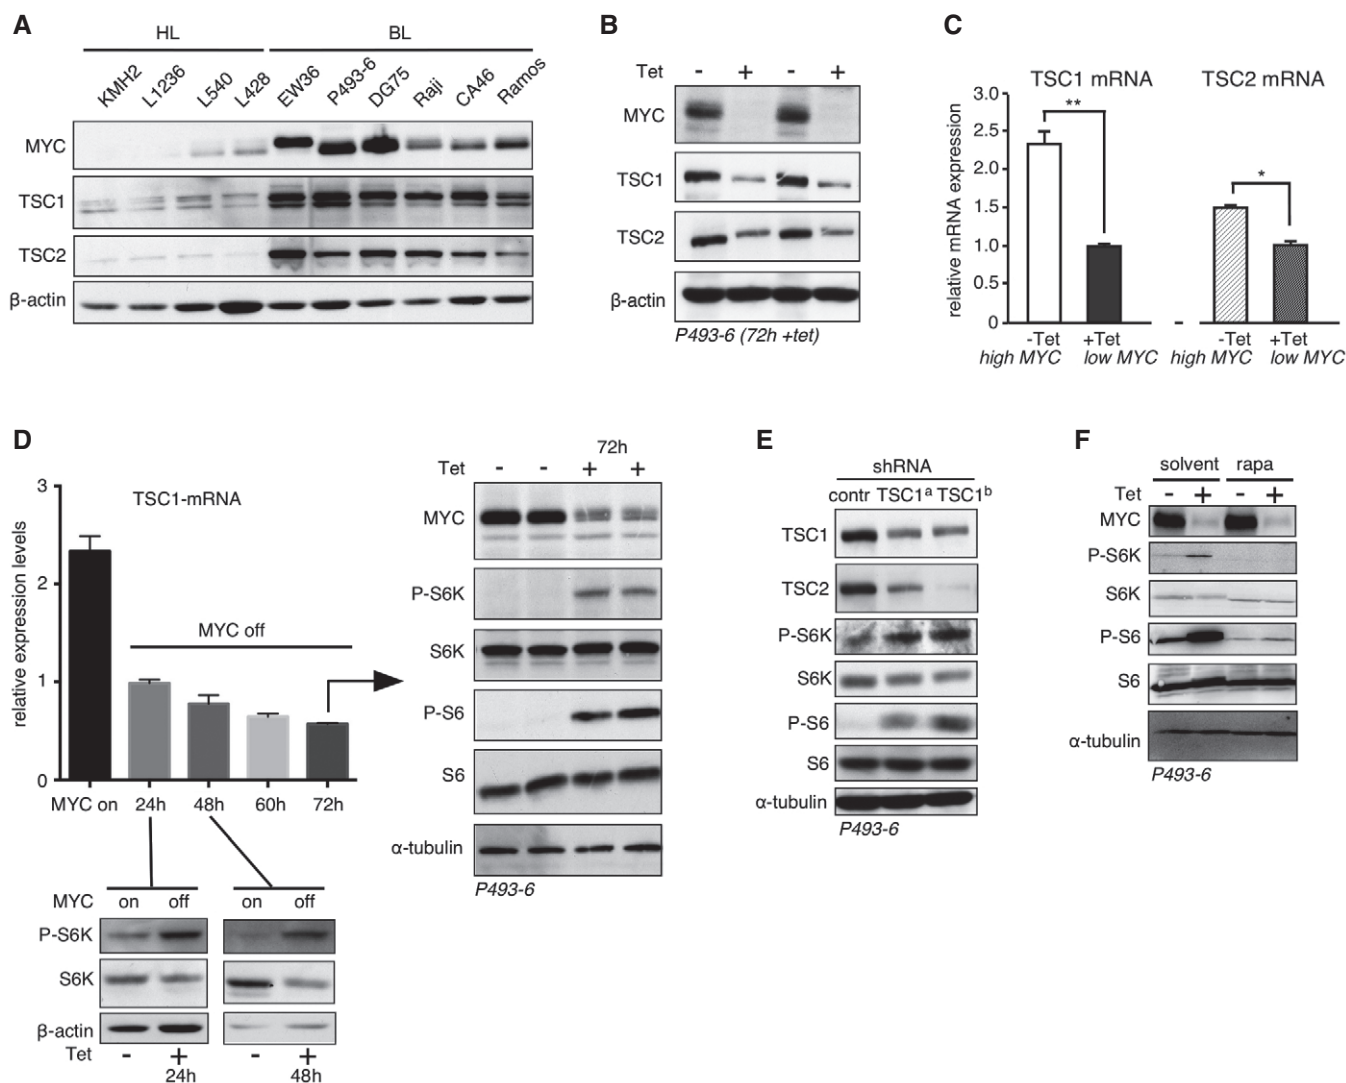 A
HL
BL
KMH2
L1236
L540
L428
EW36
P493-6
DG75
Raji
CA46
Ramos
MYC
TSC1
TSC2
β-actin
B
Tet - + - +
MYC
TSC1
TSC2
β-actin
P493-6 (72h +tet)
C
TSC1 mRNA
TSC2 mRNA
relative mRNA expression
3.0
2.5
2.0
1.5
1.0
0.5
0
**
*
-Tet +Tet
high MYC low MYC
-Tet +Tet
high MYC low MYC
D
TSC1-mRNA
relative expression levels
3
2
1
0
MYC off
MYC on 24h 48h 60h 72h
MYC on off on off
P-S6K
S6K
β-actin
Tet - + - +
24h 48h
72h
Tet - - + +
MYC
P-S6K
S6K
P-S6
S6
α-tubulin
P493-6
E
shRNA
contr TSC1ᵃ TSC1ᵇ
TSC1
TSC2
P-S6K
S6K
P-S6
S6
α-tubulin
P493-6
F
solvent rapa
Tet - + - +
MYC
P-S6K
S6K
P-S6
S6
α-tubulin
P493-6